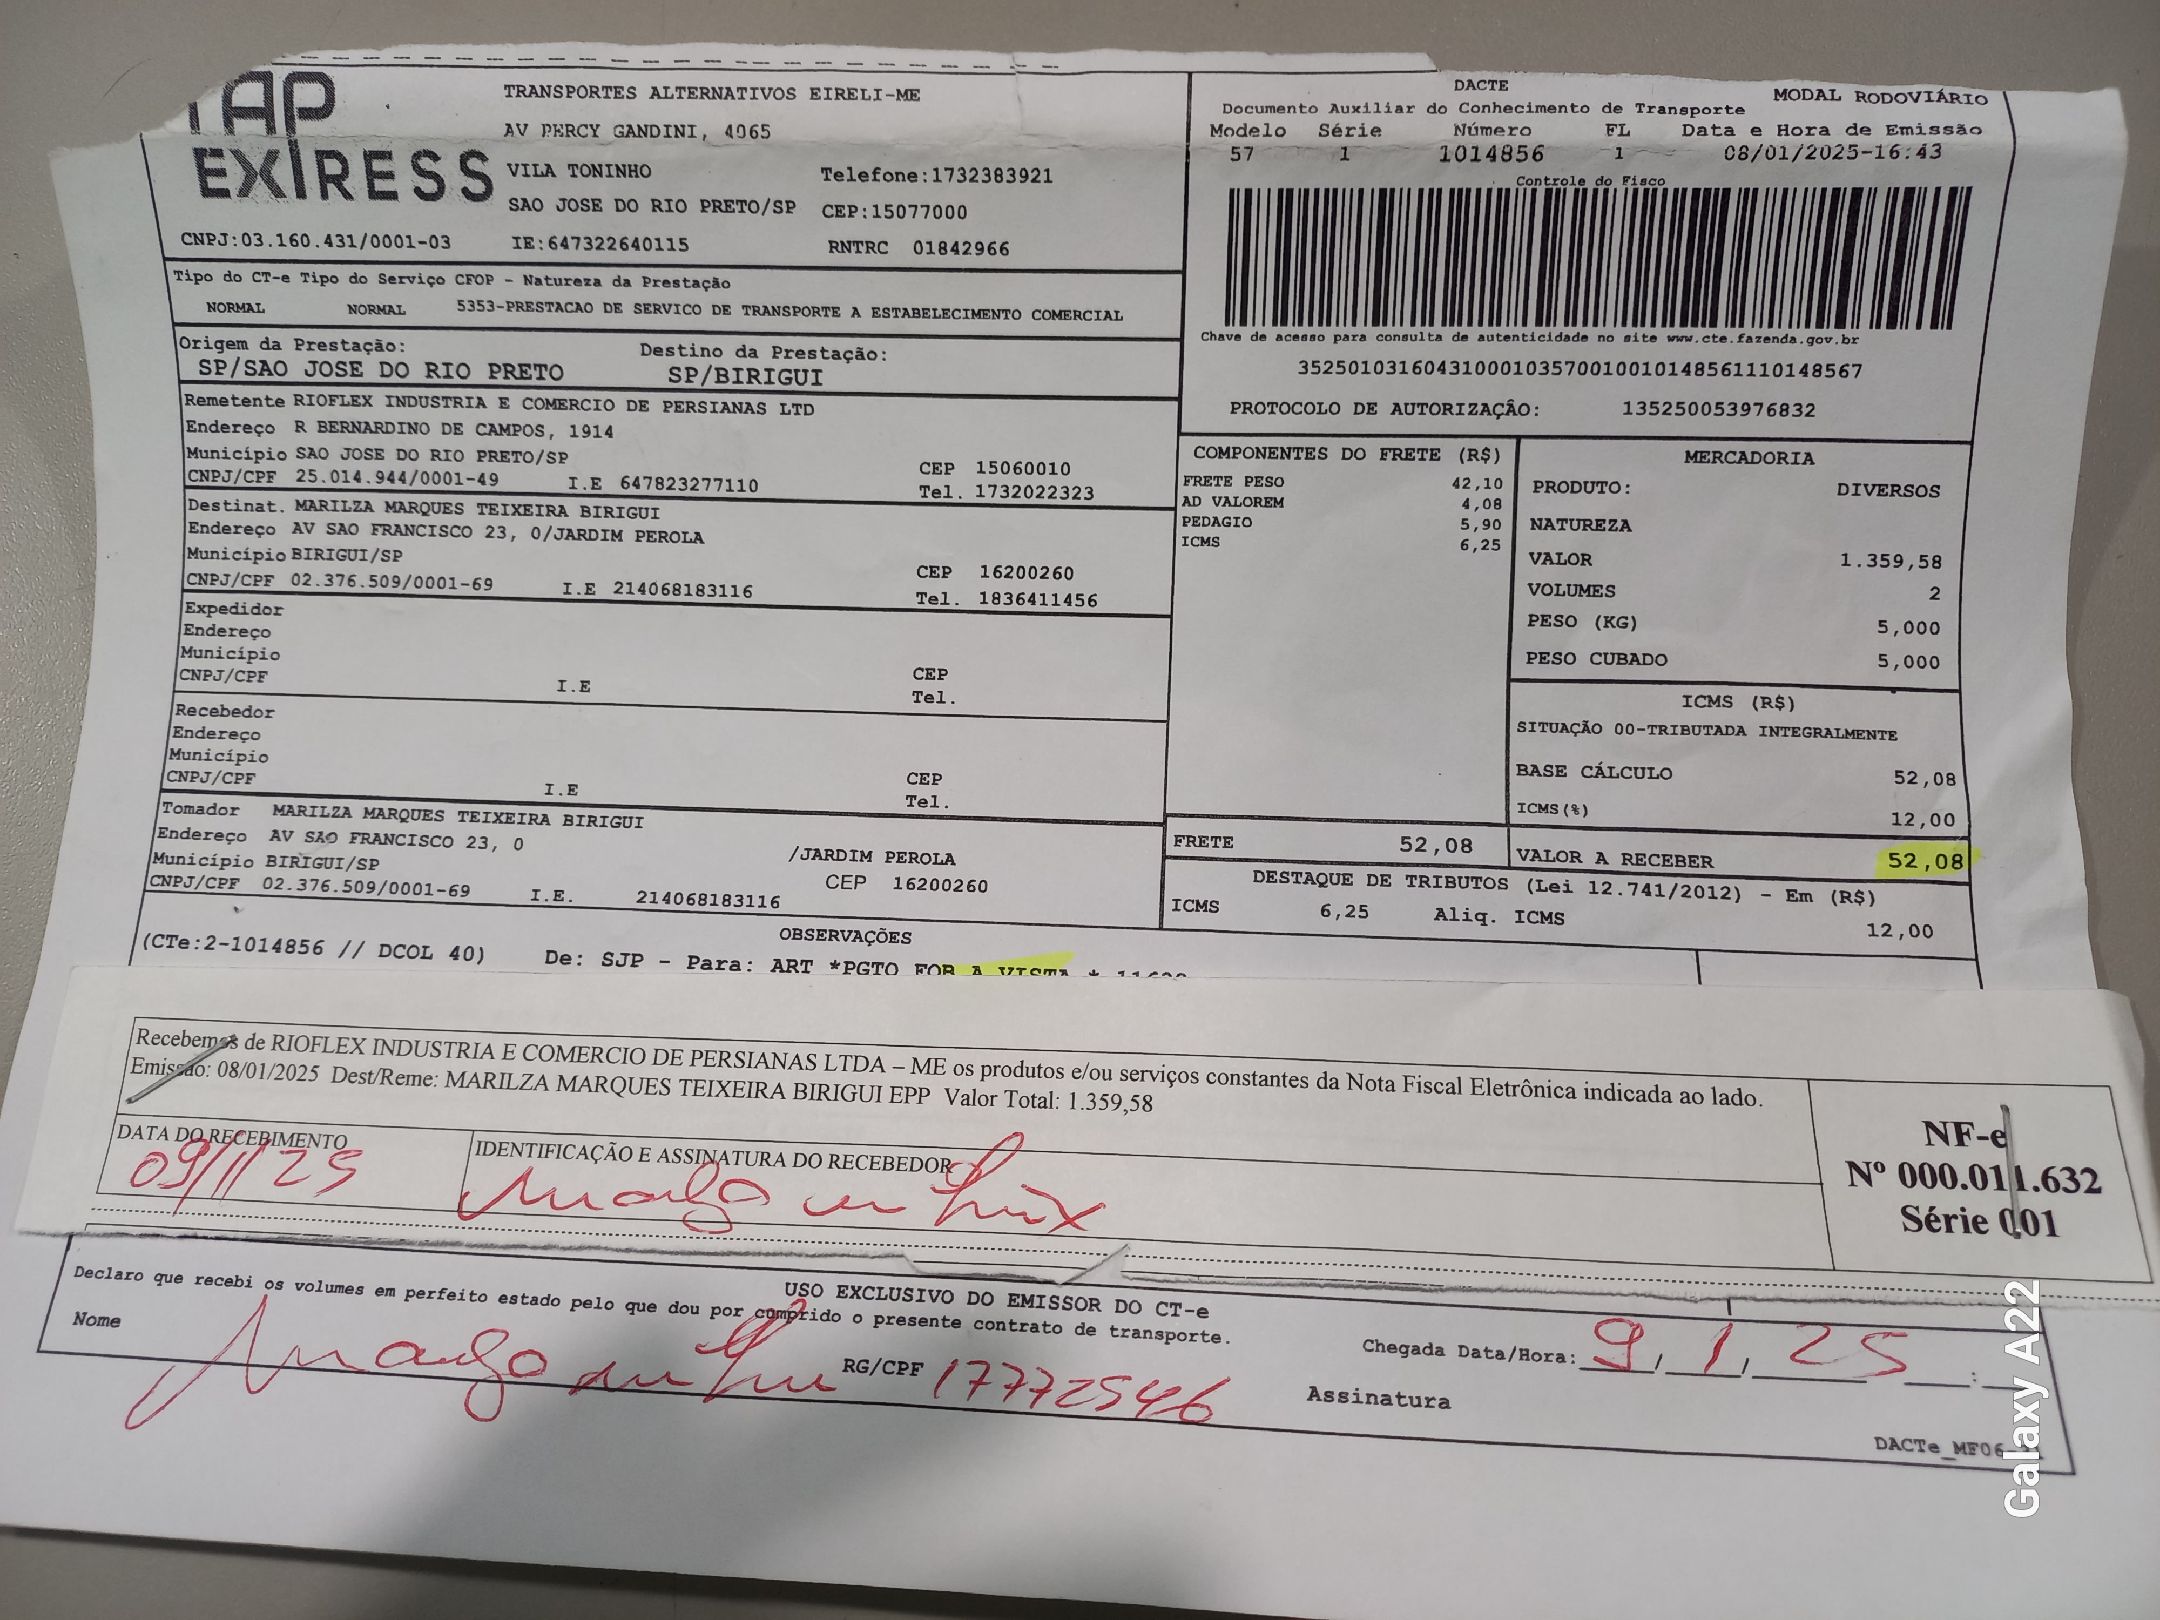 TAP
EXPRESS
TRANSPORTES ALTERNATIVOS EIRELI-ME
AV PERCY GANDINI, 4065
VILA TONINHO Telefone:1732383921
SAO JOSE DO RIO PRETO/SP CEP:15077000
CNPJ:03.160.431/0001-03 IE:647322640115 RNTRC 01842966
DACTE MODAL RODOVIÁRIO
Documento Auxiliar do Conhecimento de Transporte
Modelo Série Número FL Data e Hora de Emissão
57 1 1014856 1 08/01/2025-16:43
Controle do Fisco
Chave de acesso para consulta de autenticidade no site www.cte.fazenda.gov.br
35250103160431000103570010010148561110148567
PROTOCOLO DE AUTORIZAÇÃO: 135250053976832
Tipo do CT-e Tipo do Serviço CFOP - Natureza da Prestação
NORMAL NORMAL 5353-PRESTACAO DE SERVICO DE TRANSPORTE A ESTABELECIMENTO COMERCIAL
Origem da Prestação: Destino da Prestação:
SP/SAO JOSE DO RIO PRETO SP/BIRIGUI
Remetente RIOFLEX INDUSTRIA E COMERCIO DE PERSIANAS LTD
Endereço R BERNARDINO DE CAMPOS, 1914
Município SAO JOSE DO RIO PRETO/SP CEP 15060010
CNPJ/CPF 25.014.944/0001-49 I.E 647823277110 Tel. 1732022323
Destinat. MARILZA MARQUES TEIXEIRA BIRIGUI
Endereço AV SAO FRANCISCO 23, 0/JARDIM PEROLA
Município BIRIGUI/SP CEP 16200260
CNPJ/CPF 02.376.509/0001-69 I.E 214068183116 Tel. 1836411456
Expedidor
Endereço
Município CEP
CNPJ/CPF I.E Tel.
Recebedor
Endereço
Município CEP
CNPJ/CPF I.E Tel.
Tomador MARILZA MARQUES TEIXEIRA BIRIGUI
Endereço AV SAO FRANCISCO 23, 0 /JARDIM PEROLA
Município BIRIGUI/SP CEP 16200260
CNPJ/CPF 02.376.509/0001-69 I.E. 214068183116
COMPONENTES DO FRETE (R$)
FRETE PESO 42,10
AD VALOREM 4,08
PEDAGIO 5,90
ICMS 6,25
MERCADORIA
PRODUTO: DIVERSOS
NATUREZA
VALOR 1.359,58
VOLUMES 2
PESO (KG) 5,000
PESO CUBADO 5,000
ICMS (R$)
SITUAÇÃO 00-TRIBUTADA INTEGRALMENTE
BASE CÁLCULO 52,08
ICMS(%) 12,00
FRETE 52,08 VALOR A RECEBER 52,08
DESTAQUE DE TRIBUTOS (Lei 12.741/2012) - Em (R$)
ICMS 6,25 Aliq. ICMS 12,00
OBSERVAÇÕES
(CTe:2-1014856 // DCOL 40) De: SJP - Para: ART *PGTO FOB A VISTA *
Recebemos de RIOFLEX INDUSTRIA E COMERCIO DE PERSIANAS LTDA – ME os produtos e/ou serviços constantes da Nota Fiscal Eletrônica indicada ao lado.
Emissão: 08/01/2025 Dest/Reme: MARILZA MARQUES TEIXEIRA BIRIGUI EPP Valor Total: 1.359,58
DATA DO RECEBIMENTO IDENTIFICAÇÃO E ASSINATURA DO RECEBEDOR
09/1/25
NF-e
Nº 000.011.632
Série 001
USO EXCLUSIVO DO EMISSOR DO CT-e
Declaro que recebi os volumes em perfeito estado pelo que dou por cumprido o presente contrato de transporte.
Nome RG/CPF 17772546 Chegada Data/Hora: 9, 1, 25 :
Assinatura
DACTe_MF06
Galaxy A22